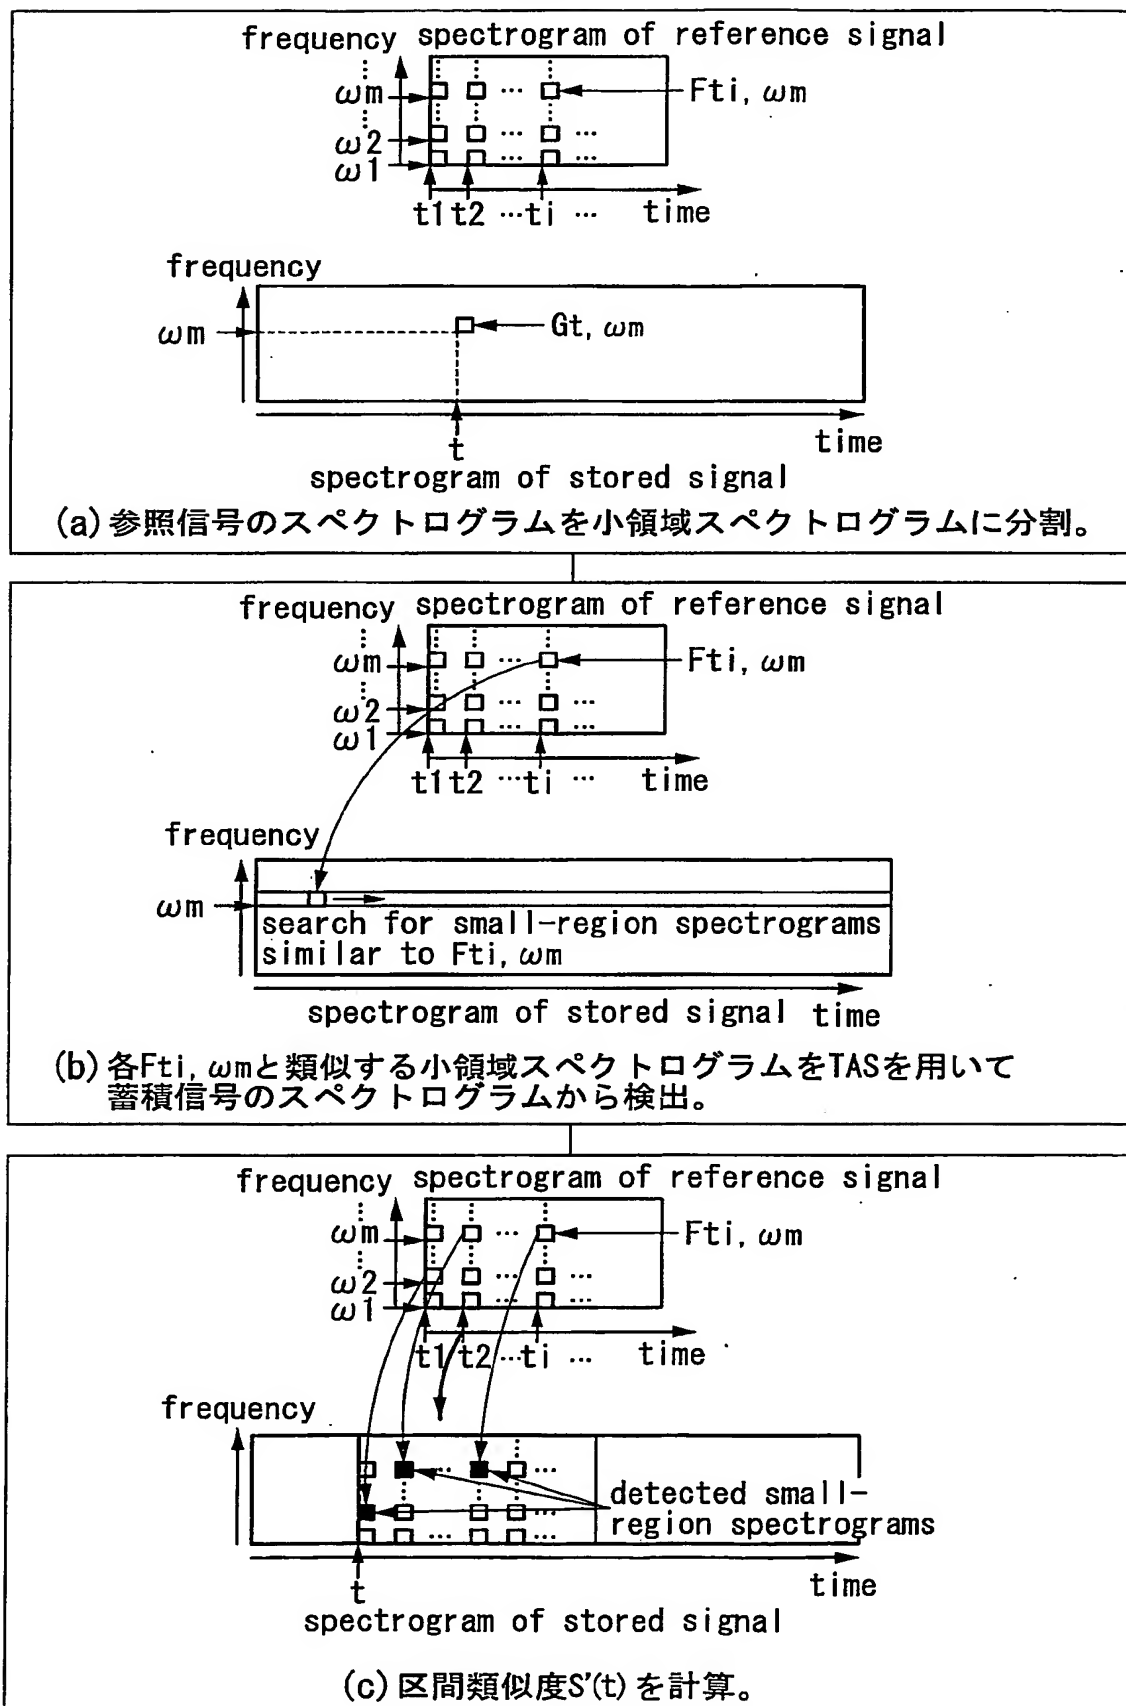 frequency spectrogram of reference signal
⋮
ωm ··· Fti, ωm
⋮
ω2 ··· ···
ω1 ··· ···
t1 t2 ···ti ··· time
frequency
ωm Gt, ωm
t time
spectrogram of stored signal
(a)参照信号のスペクトログラムを小領域スペクトログラムに分割。
frequency spectrogram of reference signal
⋮
ωm ··· Fti, ωm
⋮
ω2 ··· ···
ω1 ···
t1 t2 ···ti ··· time
frequency
ωm
search for small-region spectrograms
similar to Fti, ωm
spectrogram of stored signal time
(b)各Fti, ωmと類似する小領域スペクトログラムをTASを用いて
蓄積信号のスペクトログラムから検出。
frequency spectrogram of reference signal
⋮
ωm ··· Fti, ωm
⋮
ω2 ··· ···
ω1 ···
t1 t2 ···ti ··· time
frequency
··· ···
detected small-
region spectrograms
t time
spectrogram of stored signal
(c)区間類似度S'(t)を計算。